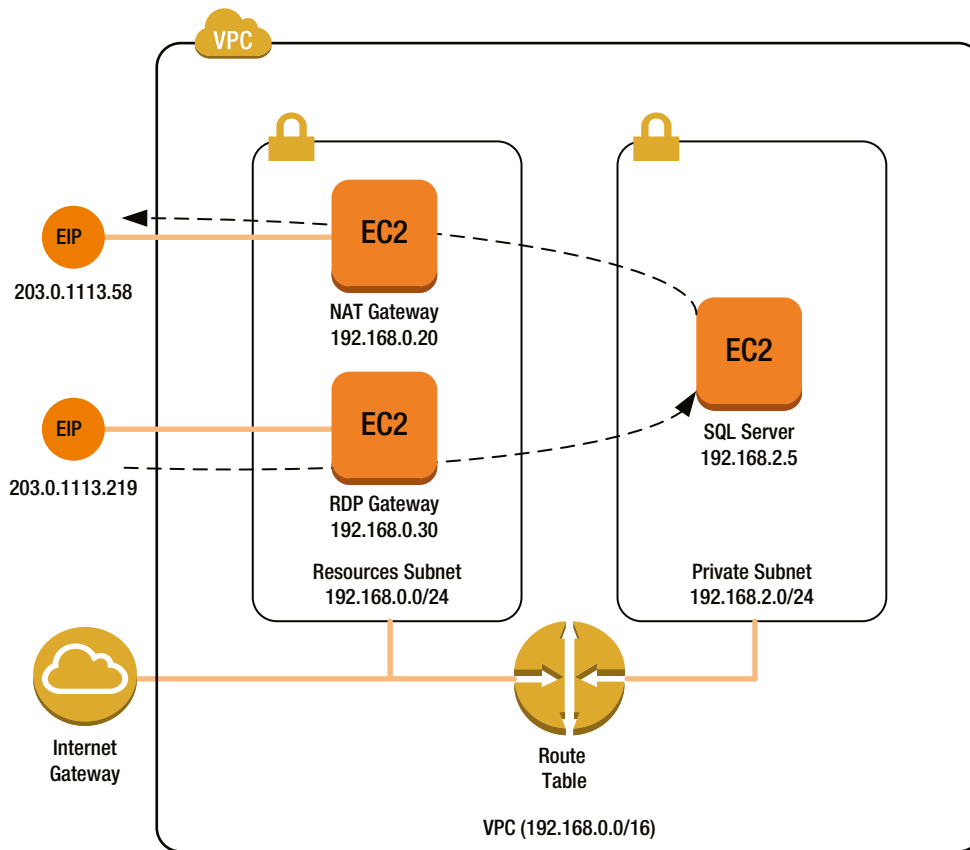 VPC
EIP
203.0.1113.58
EC2
NAT Gateway
192.168.0.20
EIP
203.0.1113.219
EC2
RDP Gateway
192.168.0.30
Resources Subnet
192.168.0.0/24
EC2
SQL Server
192.168.2.5
Private Subnet
192.168.2.0/24
Internet
Gateway
Route
Table
VPC (192.168.0.0/16)